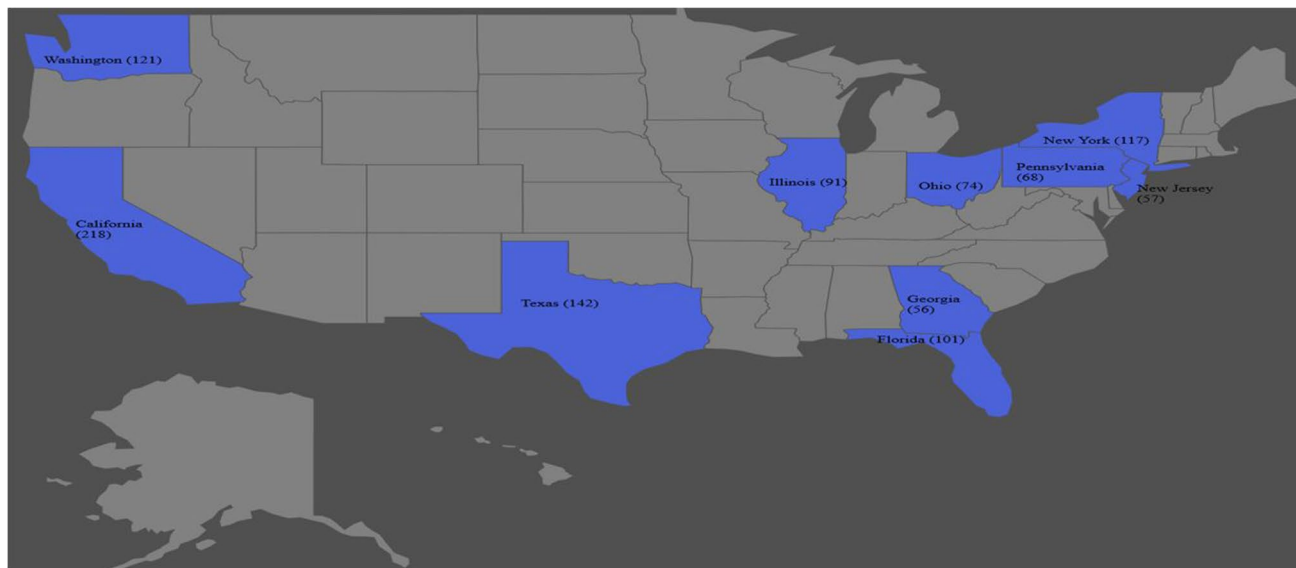 Washington (121)
New York (117)
Pennsylvania
(68)
Illinois (91)
Ohio (74)
New Jersey
(57)
California
(218)
Texas (142)
Georgia
(56)
Florida (101)